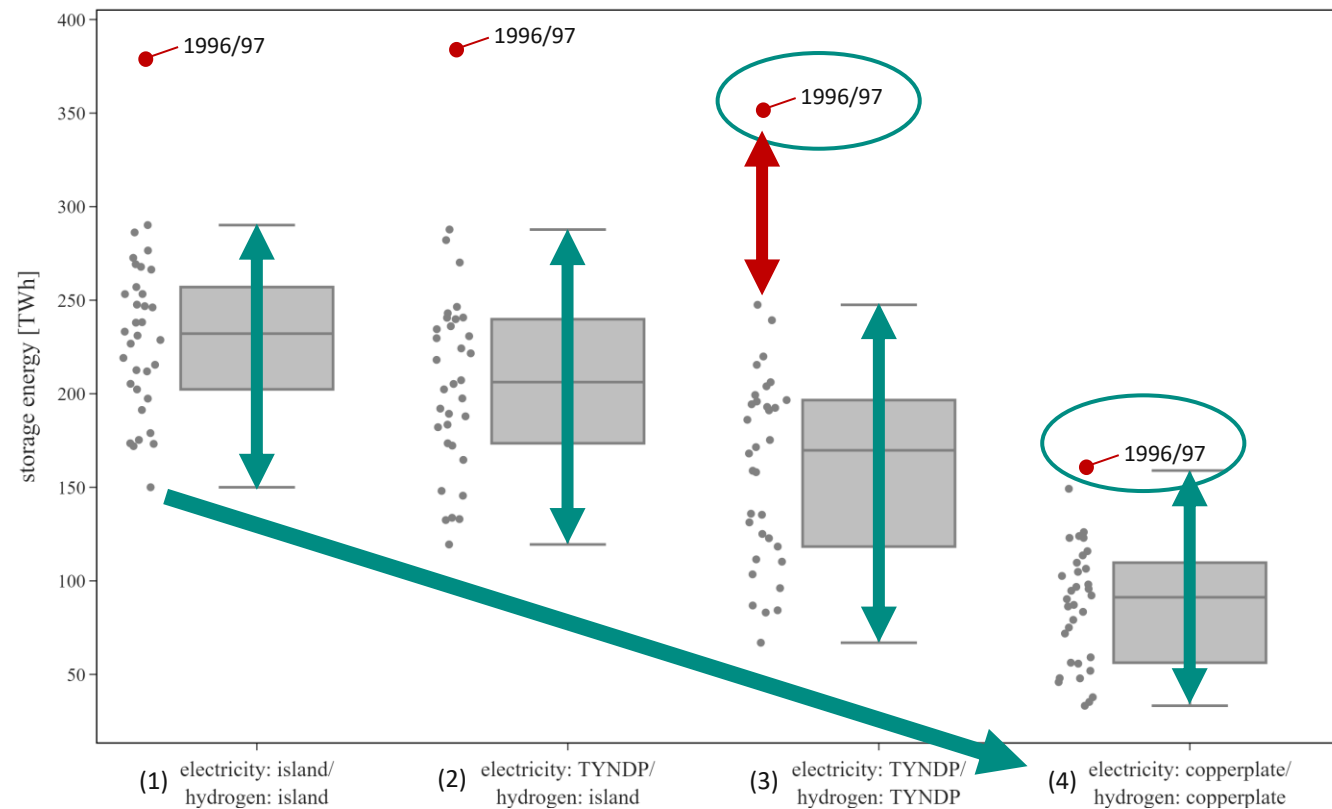 400
350
300
250
200
150
100
50
storage energy [TWh]
1996/97
1996/97
1996/97
1996/97
(1) electricity: island/
hydrogen: island
(2) electricity: TYNDP/
hydrogen: island
(3) electricity: TYNDP/
hydrogen: TYNDP
(4) electricity: copperplate/
hydrogen: copperplate